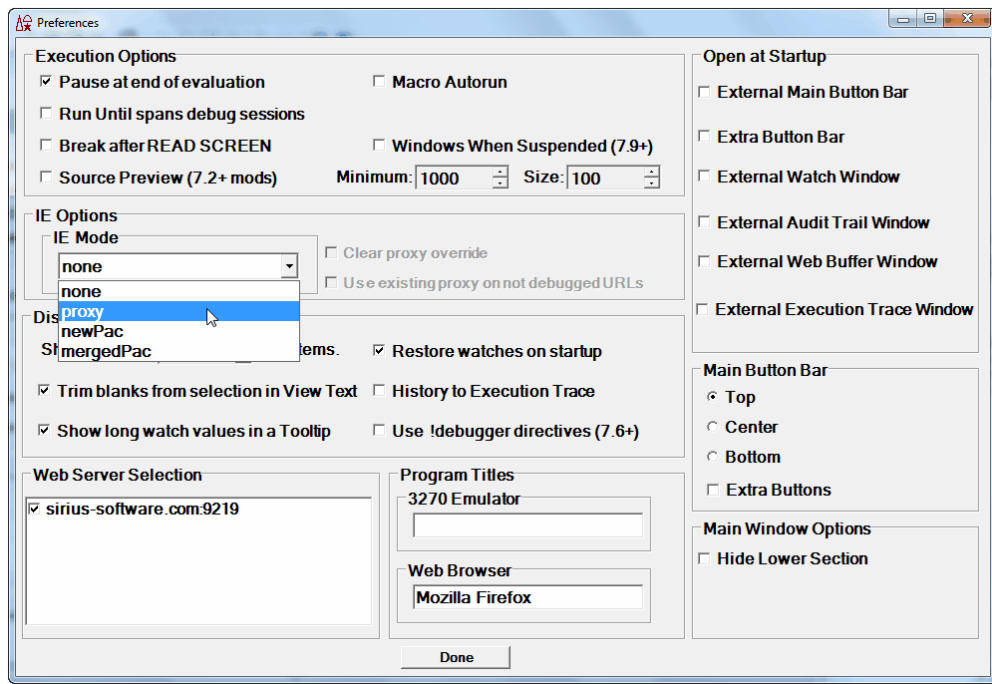 Preferences
Execution Options
Pause at end of evaluation
Macro Autorun
Run Until spans debug sessions
Break after READ SCREEN
Windows When Suspended (7.9+)
Source Preview (7.2+ mods)
Minimum: 1000
Size: 100
IE Options
IE Mode
none
Clear proxy override
Use existing proxy on not debugged URLs
none
proxy
newPac
mergedPac
Dis
Sh
tems.
Restore watches on startup
Trim blanks from selection in View Text
History to Execution Trace
Show long watch values in a Tooltip
Use !debugger directives (7.6+)
Web Server Selection
sirius-software.com:9219
Program Titles
3270 Emulator
Web Browser
Mozilla Firefox
Open at Startup
External Main Button Bar
Extra Button Bar
External Watch Window
External Audit Trail Window
External Web Buffer Window
External Execution Trace Window
Main Button Bar
Top
Center
Bottom
Extra Buttons
Main Window Options
Hide Lower Section
Done